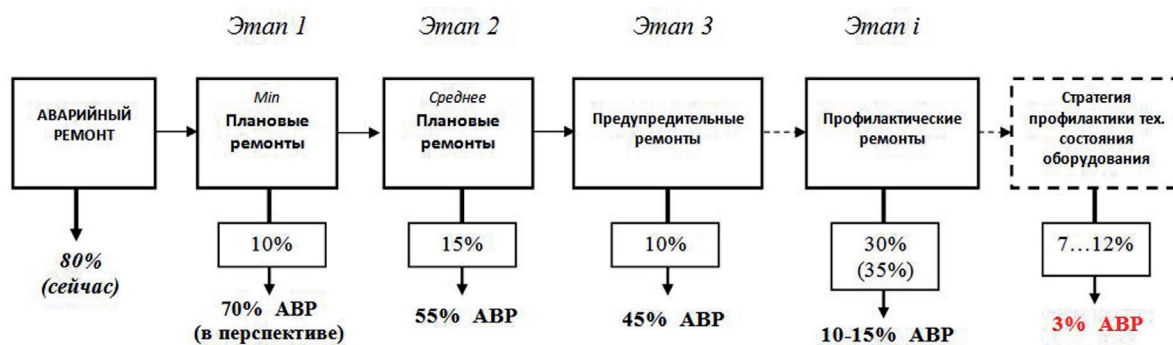 Этап 1
Этап 2
Этап 3
Этап i
АВАРИЙНЫЙ
РЕМОНТ
Min
Плановые
ремонты
Среднее
Плановые
ремонты
Предупредительные
ремонты
Профилактические
ремонты
Стратегия
профилактики тех.
состояния
оборудования
80%
(сейчас)
10%
70% АВР
(в перспективе)
15%
55% АВР
10%
45% АВР
30%
(35%)
10-15% АВР
7...12%
3% АВР